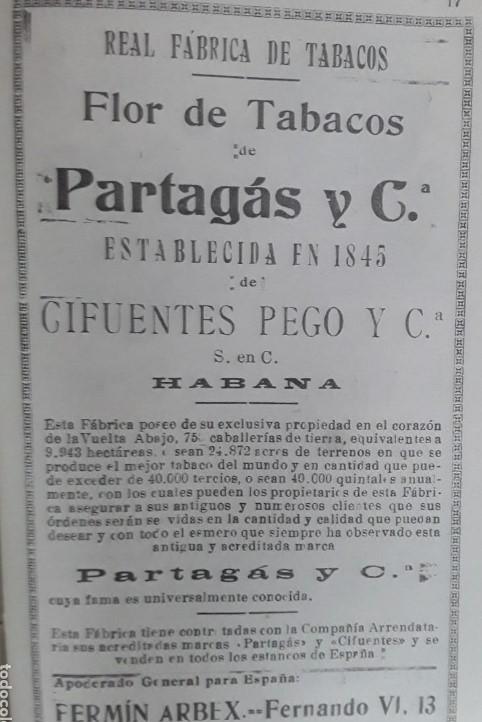 17
REAL FÁBRICA DE TABACOS
Flor de Tabacos
de
Partagás y C.ª
ESTABLECIDA EN 1845
de
CIFUENTES PEGO Y C.ª
S. en C.
HABANA
Esta Fábrica posee de su exclusiva propiedad en el corazón
de la Vuelta Abajo, 75 caballerías de tierra, equivalentes a
9.943 hectáreas, o sean 24.872 acres de terrenos en que se
produce el mejor tabaco del mundo y en cantidad que pue-
de exceder de 40.000 tercios, o sean 40.000 quintales anual-
mente, con los cuales pueden los propietarios de esta Fábri-
ca asegurar a sus antiguos y numerosos clientes que sus
órdenes serán se vidas en la cantidad y calidad que puedan
desear y con todo el esmero que siempre ha observado esta
antigua y acreditada marca
Partagás y C.ª
cuya fama es universalmente conocida.
Esta Fábrica tiene contr tadas con la Compañía Arrendata-
ria sus acreditadas marcas «Partagás» y «Cifuentes» y se
venden en todos los estancos de España
Apoderado General para España:
FERMÍN ARBEX.--Fernando VI, 13
todocole